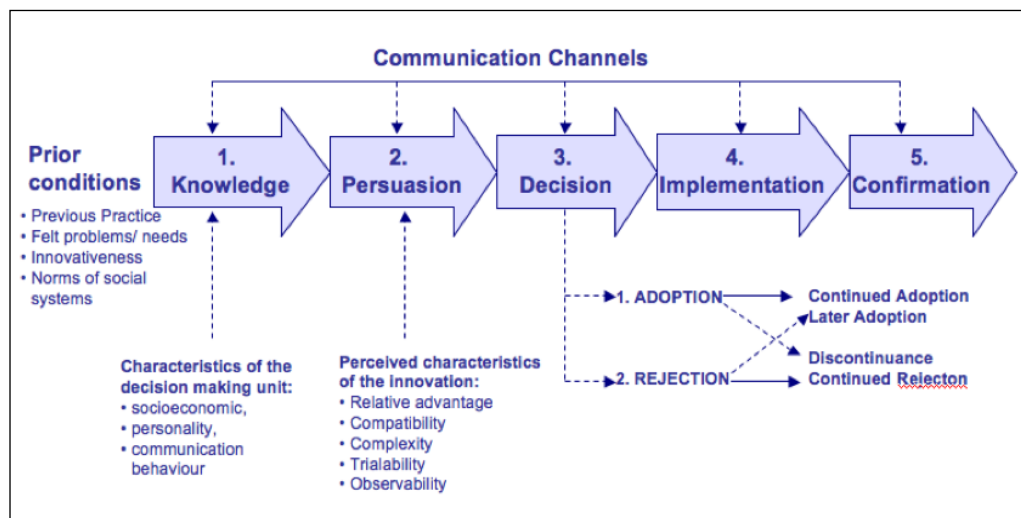 Communication Channels
Prior
conditions
• Previous Practice
• Felt problems/ needs
• Innovativeness
• Norms of social
systems
1.
Knowledge
2.
Persuasion
3.
Decision
4.
Implementation
5.
Confirmation
1. ADOPTION
Continued Adoption
Later Adoption
Discontinuance
2. REJECTION
Continued Rejecton
Characteristics of the
decision making unit:
• socioeconomic,
• personality,
• communication
behaviour
Perceived characteristics
of the innovation:
• Relative advantage
• Compatibility
• Complexity
• Trialability
• Observability